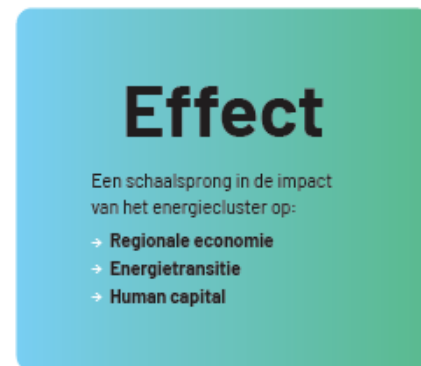 Effect
Een schaalsprong in de impact
van het energiecluster op:
→ Regionale economie
→ Energietransitie
→ Human capital